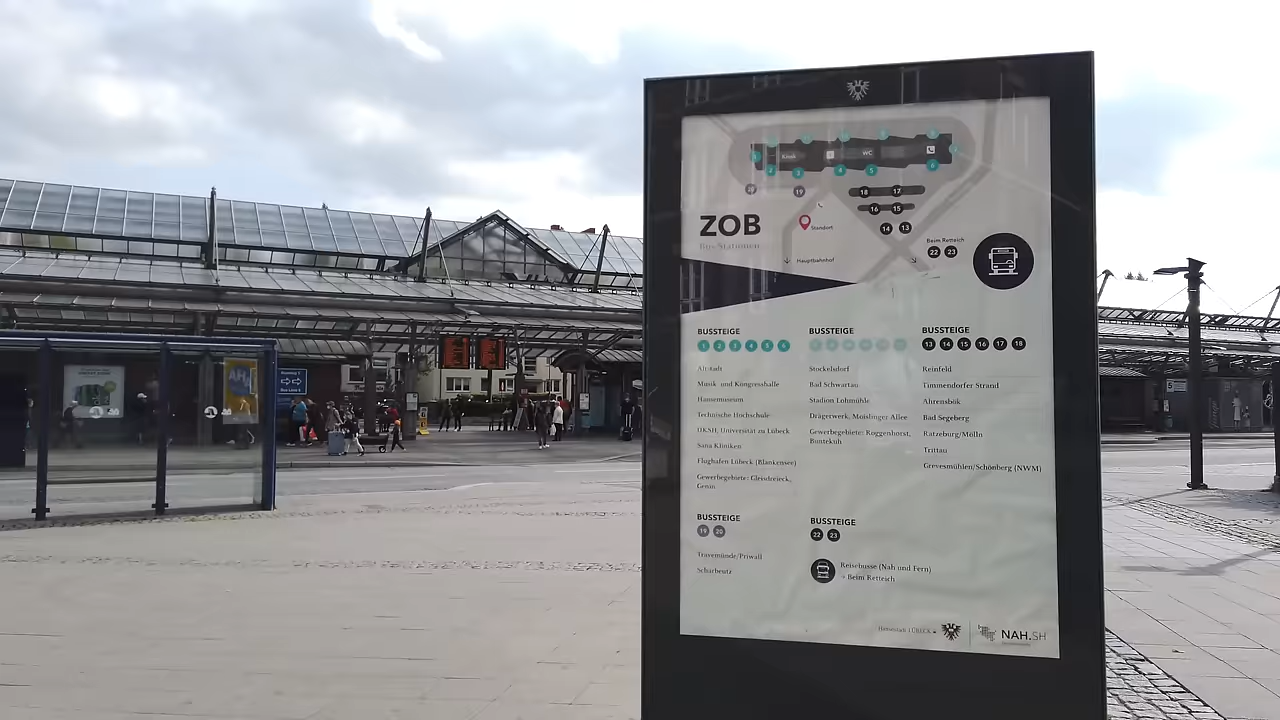 Kiosk
WC
20
19
18
17
16
15
14
13
ZOB
Bus-Stationen
Standort
Hauptbahnhof
Beim Retteich
22 23
BUSSTEIGE
1 2 3 4 5 6
Altstadt
Musik- und Kongresshalle
Hansemuseum
Technische Hochschule
UKSH, Universität zu Lübeck
Sana Kliniken
Flughafen Lübeck (Blankensee)
Gewerbegebiete: Gleisdreieck,
Genin
BUSSTEIGE
Stockelsdorf
Bad Schwartau
Stadion Lohmühle
Drägerwerk, Moislinger Allee
Gewerbegebiete: Roggenhorst,
Buntekuh
BUSSTEIGE
13 14 15 16 17 18
Reinfeld
Timmendorfer Strand
Ahrensbök
Bad Segeberg
Ratzeburg/Mölln
Trittau
Grevesmühlen/Schönberg (NWM)
BUSSTEIGE
19 20
Travemünde/Priwall
Scharbeutz
BUSSTEIGE
22 23
Reisebusse (Nah und Fern)
→ Beim Retteich
Hansestadt LÜBECK
NAH.SH